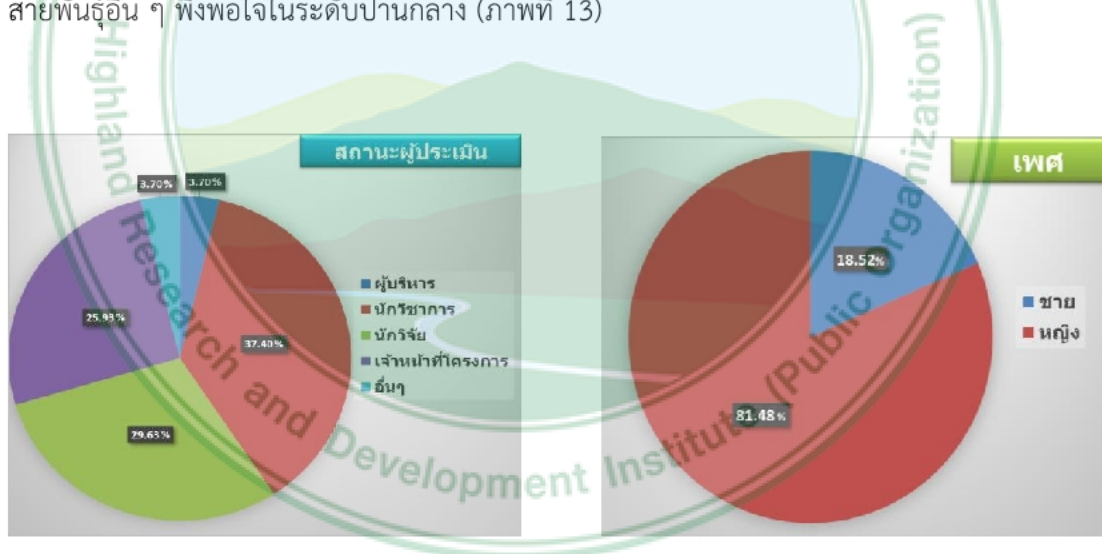 สายพันธุ์อื่น ๆ พึงพอใจในระดับปานกลาง (ภาพที่ 13)
สถานะผู้ประเมิน
3.70%
3.70%
25.93%
37.40%
29.63%
ผู้บริหาร
นักวิชาการ
นักวิจัย
เจ้าหน้าที่โครงการ
อื่นๆ
เพศ
18.52%
81.48%
ชาย
หญิง
Highland Research and Development Institute (Public Organization)